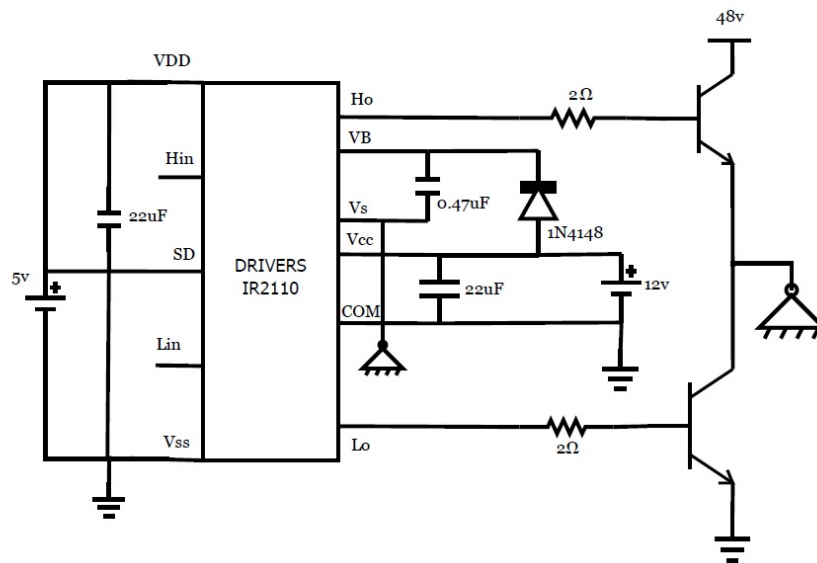 48v
VDD
Ho
2Ω
VB
Hin
0.47uF
22uF
Vs
1N4148
Vcc
SD
DRIVERS
IR2110
5v
+
22uF
+
12v
COM
Lin
Vss
Lo
2Ω